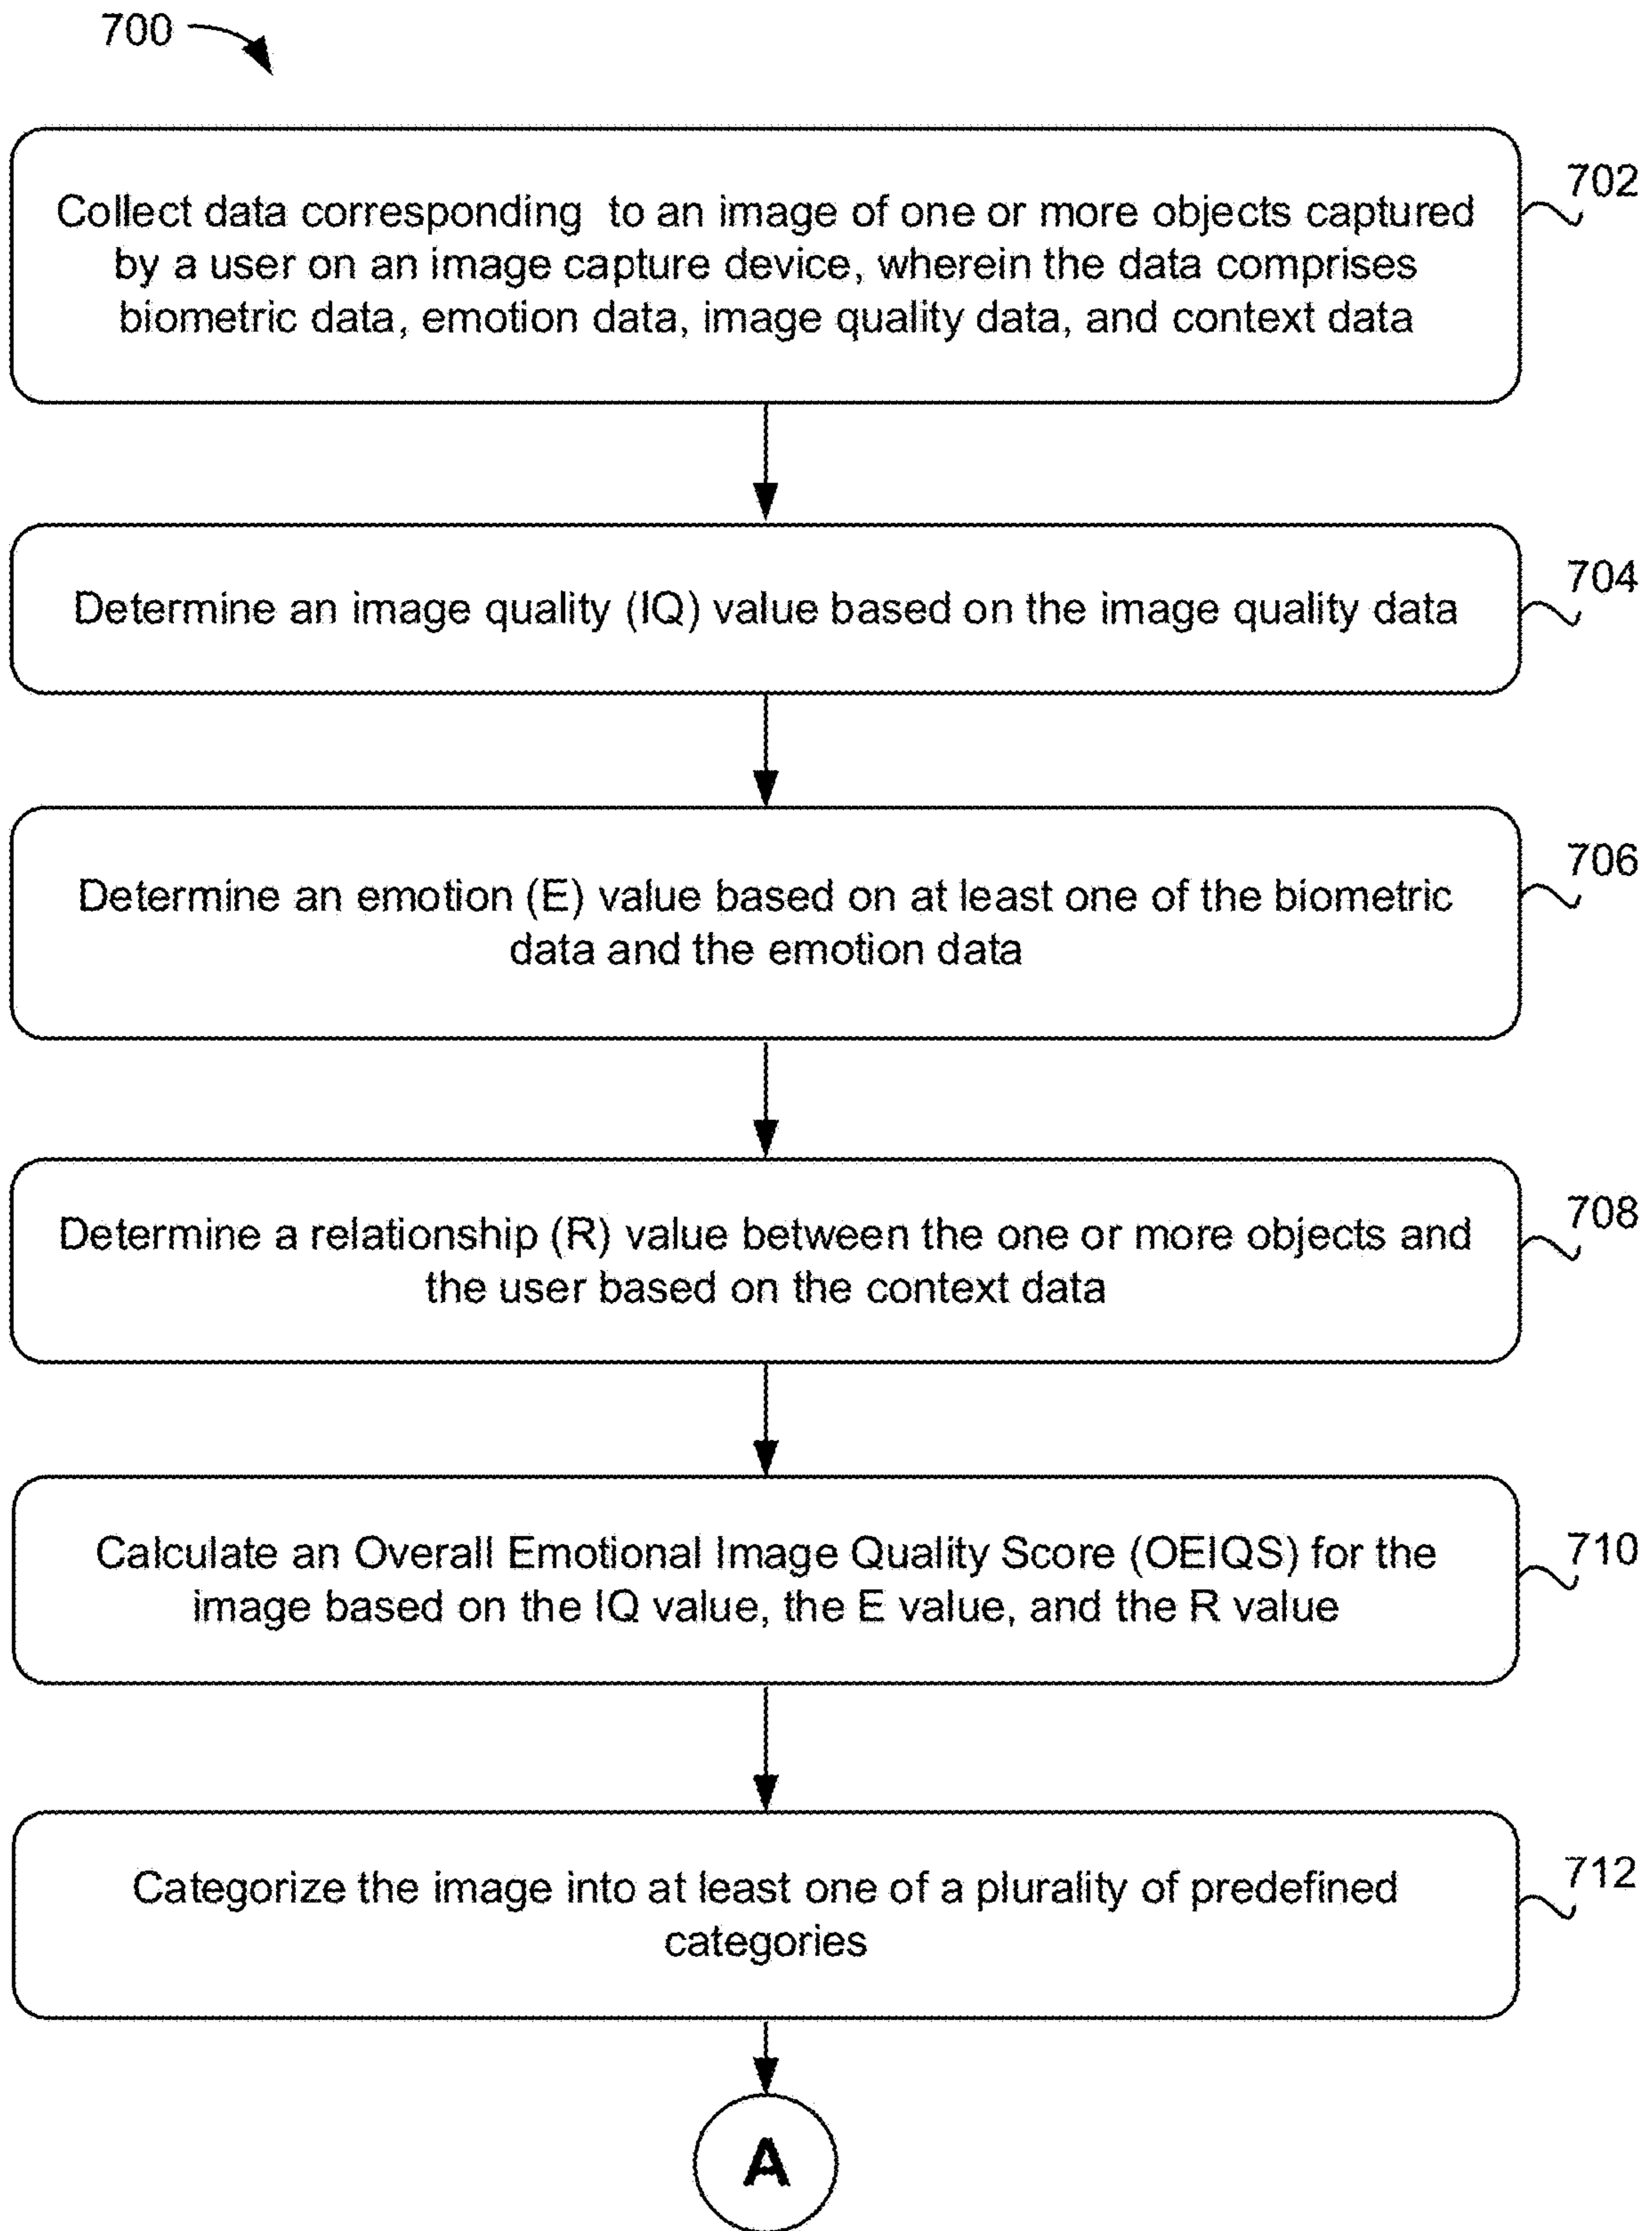 700
Collect data corresponding to an image of one or more objects captured
by a user on an image capture device, wherein the data comprises
biometric data, emotion data, image quality data, and context data
702
Determine an image quality (IQ) value based on the image quality data
704
Determine an emotion (E) value based on at least one of the biometric
data and the emotion data
706
Determine a relationship (R) value between the one or more objects and
the user based on the context data
708
Calculate an Overall Emotional Image Quality Score (OEIQS) for the
image based on the IQ value, the E value, and the R value
710
Categorize the image into at least one of a plurality of predefined
categories
712
A